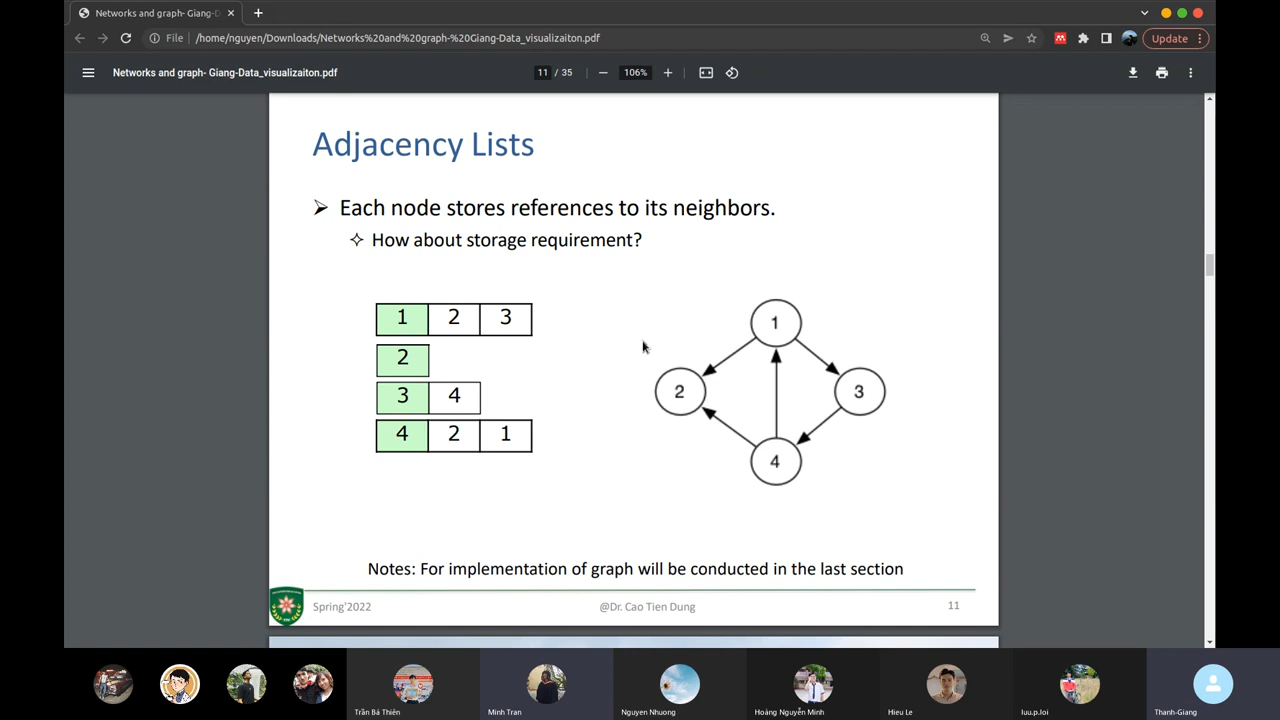 Networks and graph- Giang-D
File
/home/nguyen/Downloads/Networks%20and%20graph-%20Giang-Data_visualizaiton.pdf
Update
Networks and graph- Giang-Data_visualizaiton.pdf
11 / 35
106%
Adjacency Lists
Each node stores references to its neighbors.
How about storage requirement?
1 2 3
2
3 4
4 2 1
1
2
3
4
Notes: For implementation of graph will be conducted in the last section
Spring'2022
@Dr. Cao Tien Dung
11
Trần Bá Thiên
Minh Tran
Nguyen Nhuong
Hoàng Nguyễn Minh
Hieu Le
luu.p.loi
Thanh-Giang